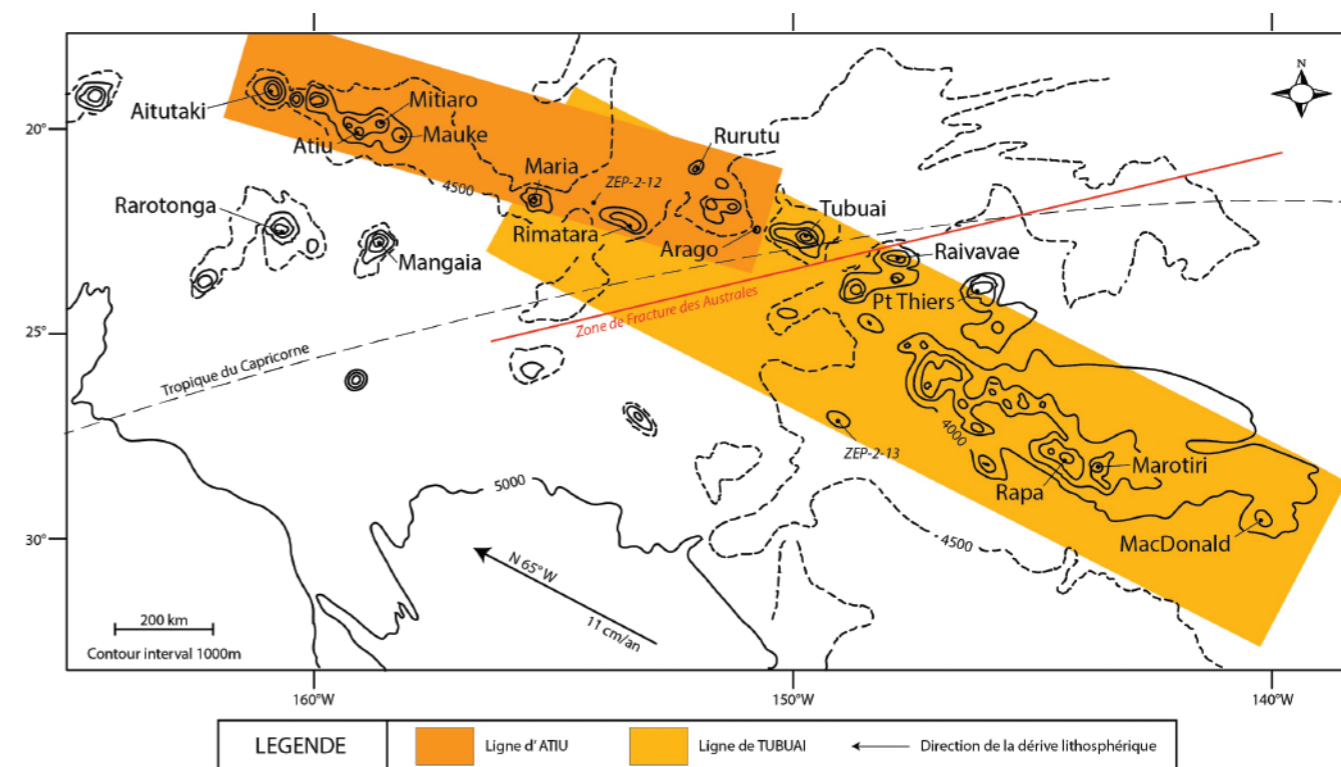 N
Aitutaki
Mitiaro
20°
Atiu
Mauke
Rurutu
Maria
4500
ZEP-2-12
Rarotonga
Rimatara
Arago
Tubuai
Mangaia
Raivavae
Pt Thiers
Zone de Fracture des Australes
25°
Tropique du Capricorne
4000
ZEP-2-13
Marotiri
Rapa
5000
30°
4500
MacDonald
N 65° W
11 cm/an
200 km
Contour interval 1000m
160°W
150°W
140°W
LEGENDE
Ligne d' ATIU
Ligne de TUBUAI
Direction de la dérive lithosphérique